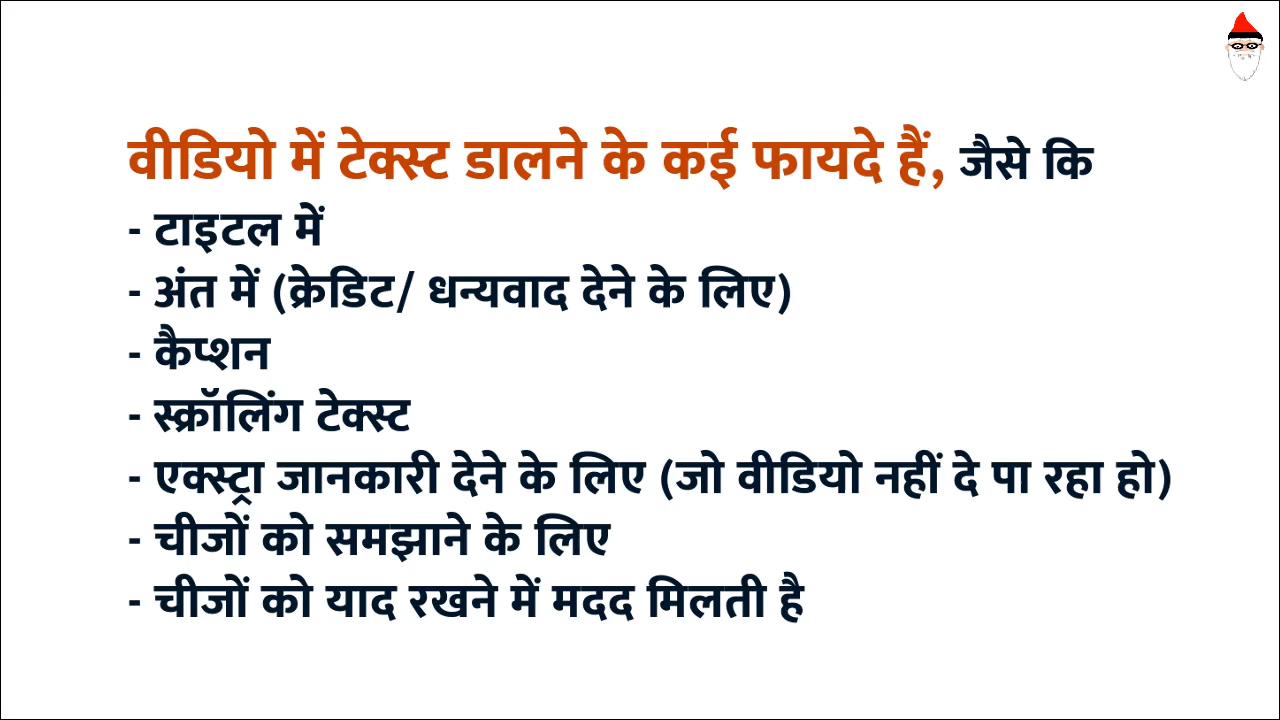 वीडियो में टेक्स्ट डालने के कई फायदे हैं, जैसे कि
- टाइटल में
- अंत में (क्रेडिट/ धन्यवाद देने के लिए)
- कैप्शन
- स्क्रॉलिंग टेक्स्ट
- एक्स्ट्रा जानकारी देने के लिए (जो वीडियो नहीं दे पा रहा हो)
- चीजों को समझाने के लिए
- चीजों को याद रखने में मदद मिलती है